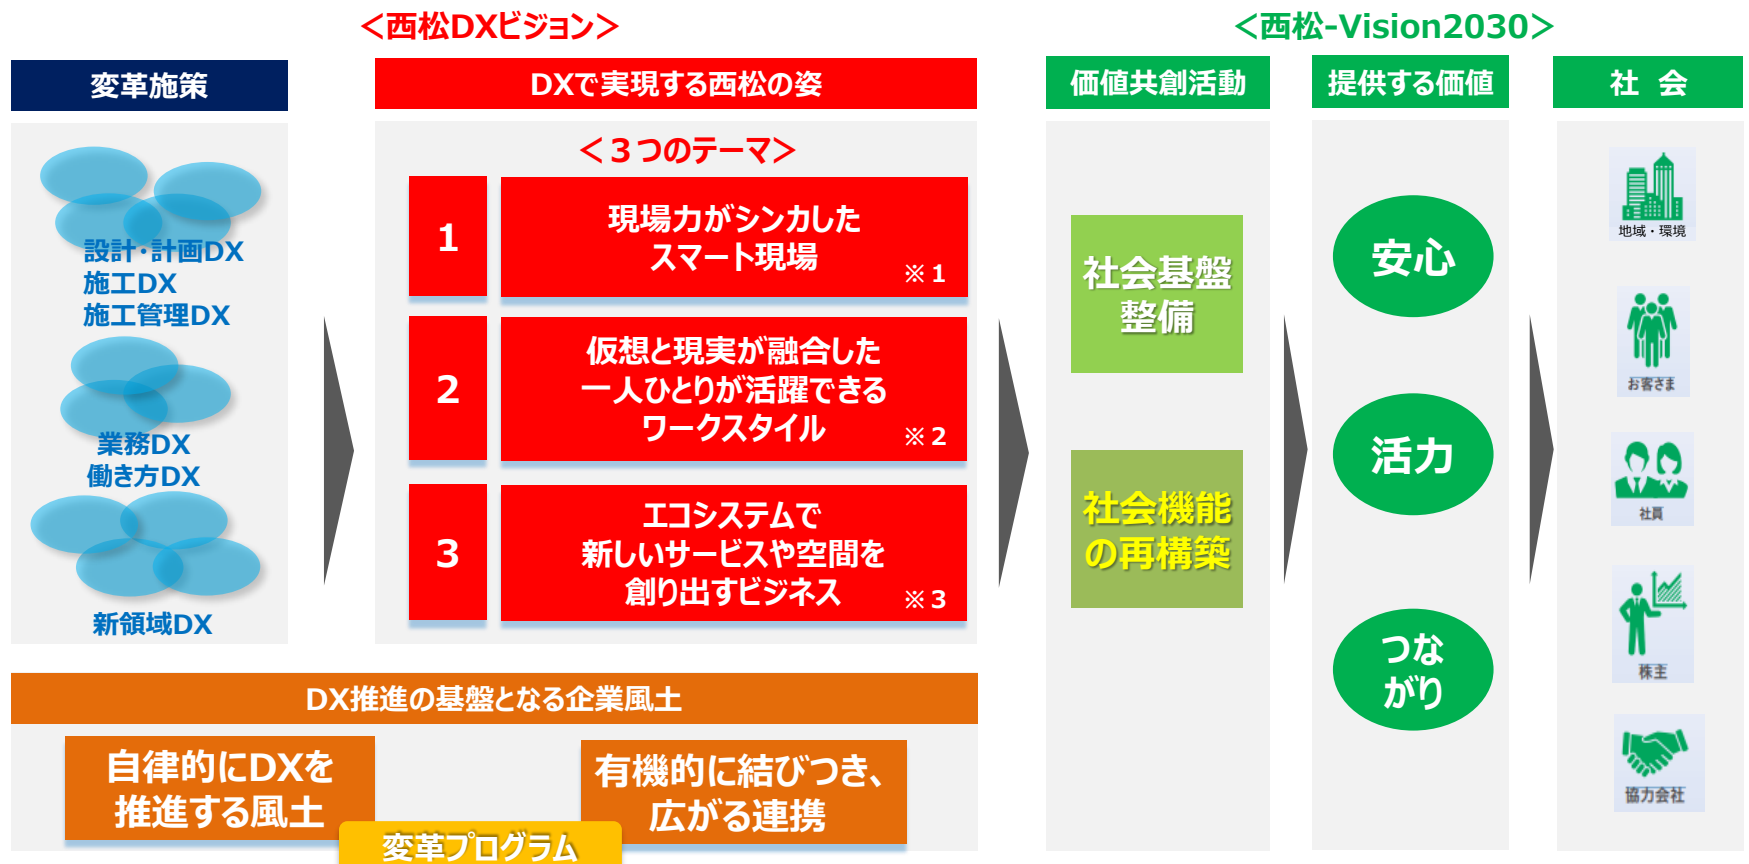 ＜西松DXビジョン＞
＜西松-Vision2030＞
変革施策
設計・計画DX
施工DX
施工管理DX
業務DX
働き方DX
新領域DX
DXで実現する西松の姿
＜３つのテーマ＞
1
現場力がシンカした
スマート現場
※１
2
仮想と現実が融合した
一人ひとりが活躍できる
ワークスタイル
※２
3
エコシステムで
新しいサービスや空間を
創り出すビジネス
※３
DX推進の基盤となる企業風土
自律的にDXを
推進する風土
有機的に結びつき、
広がる連携
変革プログラム
価値共創活動
社会基盤
整備
社会機能
の再構築
提供する価値
安心
活力
つな
がり
社 会
地域・環境
お客さま
社員
株主
協力会社